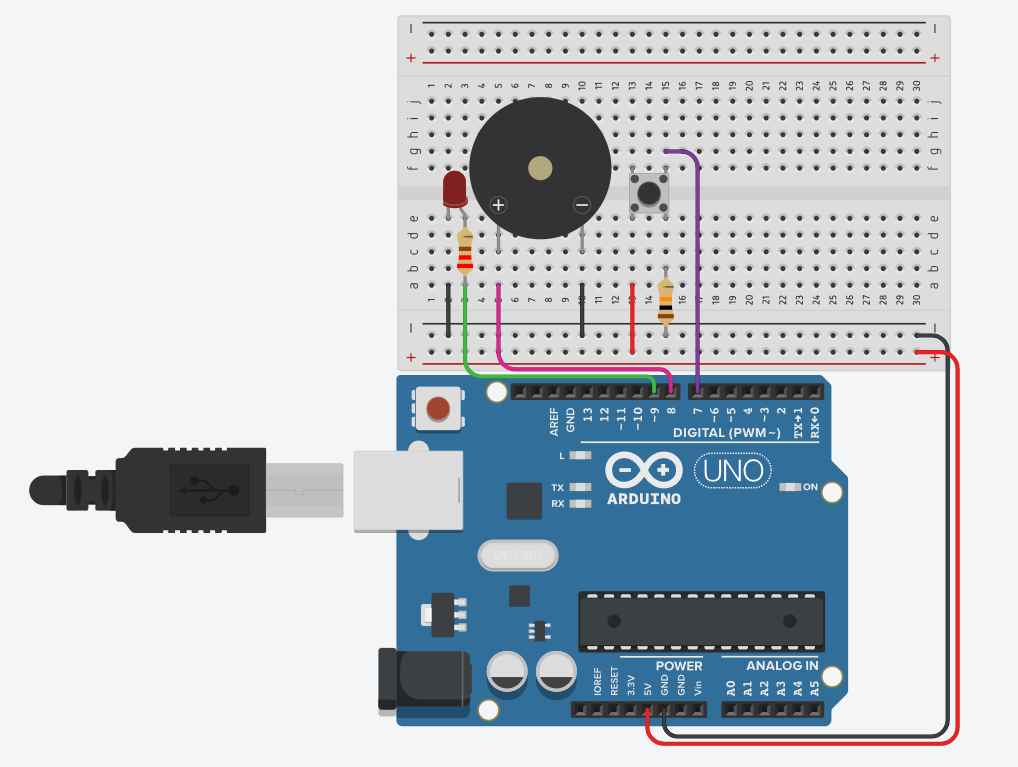 − −
+ +
1 2 3 4 5 6 7 8 9 10 11 12 13 14 15 16 17 18 19 20 21 22 23 24 25 26 27 28 29 30
j j
i i
h h
g g
f f
+ −
e e
d d
c c
b b
a a
1 2 3 4 5 6 7 8 9 10 11 12 13 14 15 16 17 18 19 20 21 22 23 24 25 26 27 28 29 30
− −
+ +
AREF GND 13 12 ~11 ~10 ~9 8 7 ~6 ~5 4 ~3 2 TX→1 RX←0
DIGITAL (PWM~)
L
TX
RX
ARDUINO
UNO
ON
SPK16.000G
POWER ANALOG IN
IOREF RESET 3.3V 5V GND GND Vin A0 A1 A2 A3 A4 A5